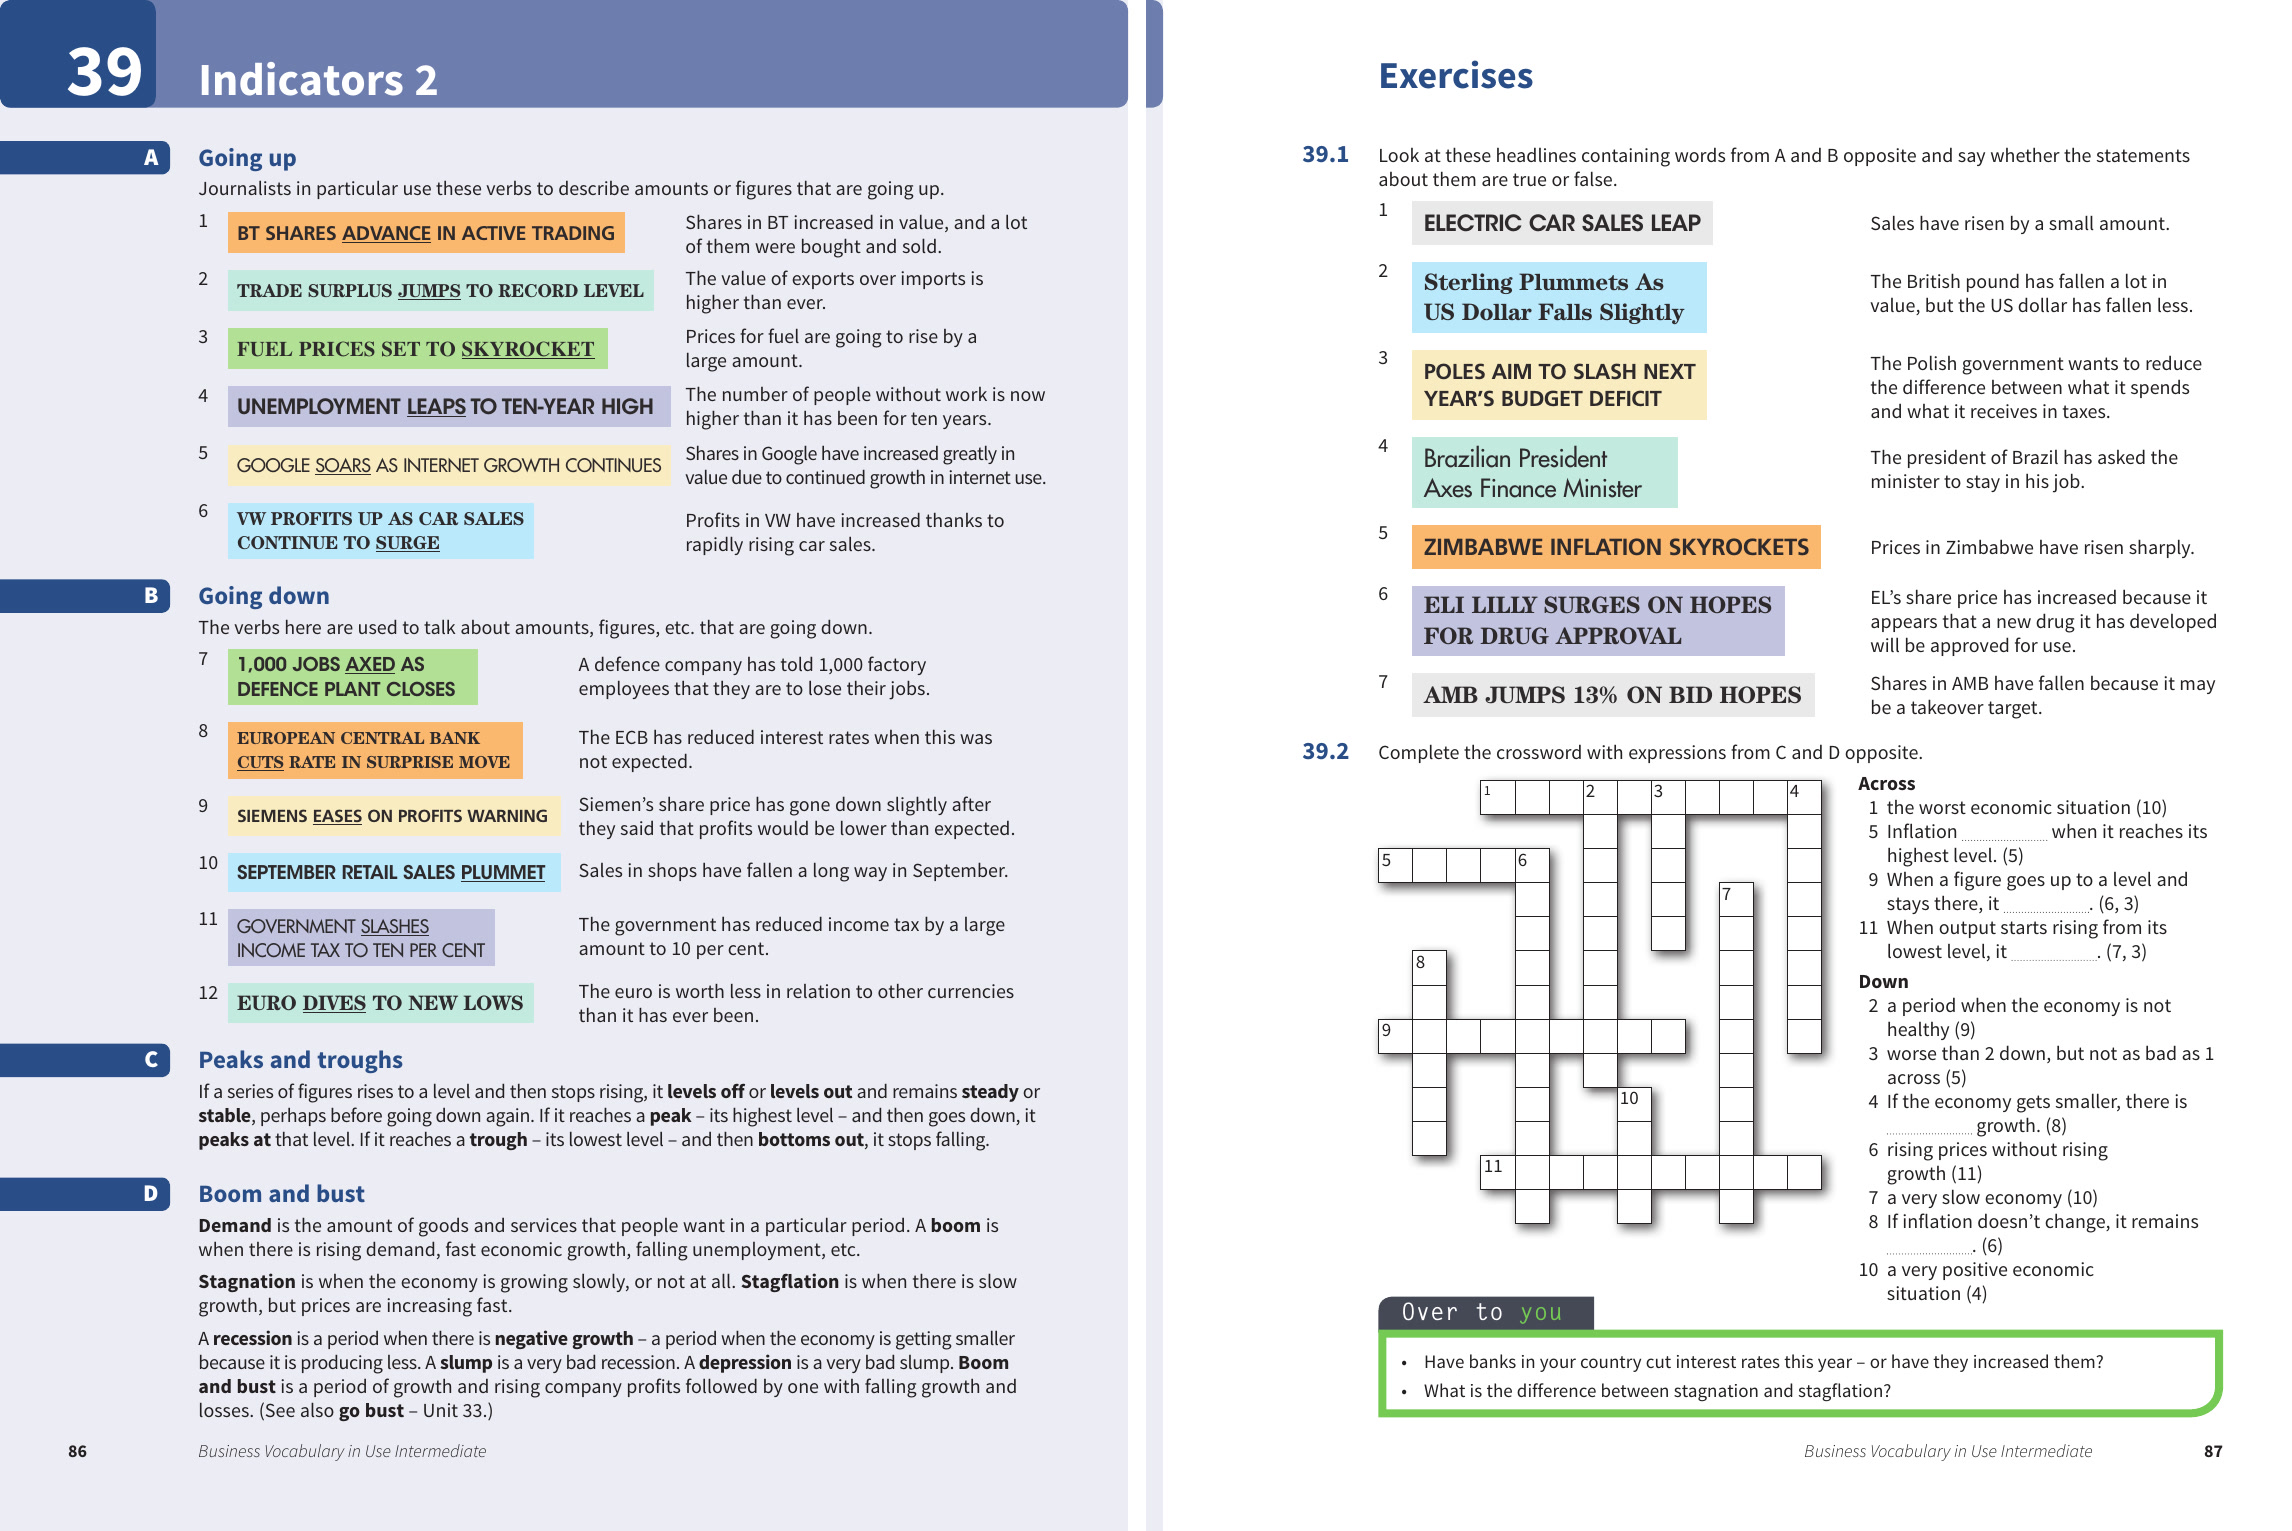 39
Indicators 2
A
Going up
Journalists in particular use these verbs to describe amounts or figures that are going up.
1
BT SHARES ADVANCE IN ACTIVE TRADING
Shares in BT increased in value, and a lot
of them were bought and sold.
2
TRADE SURPLUS JUMPS TO RECORD LEVEL
The value of exports over imports is
higher than ever.
3
FUEL PRICES SET TO SKYROCKET
Prices for fuel are going to rise by a
large amount.
4
UNEMPLOYMENT LEAPS TO TEN-YEAR HIGH
The number of people without work is now
higher than it has been for ten years.
5
GOOGLE SOARS AS INTERNET GROWTH CONTINUES
Shares in Google have increased greatly in
value due to continued growth in internet use.
6
VW PROFITS UP AS CAR SALES
CONTINUE TO SURGE
Profits in VW have increased thanks to
rapidly rising car sales.
B
Going down
The verbs here are used to talk about amounts, figures, etc. that are going down.
7
1,000 JOBS AXED AS
DEFENCE PLANT CLOSES
A defence company has told 1,000 factory
employees that they are to lose their jobs.
8
EUROPEAN CENTRAL BANK
CUTS RATE IN SURPRISE MOVE
The ECB has reduced interest rates when this was
not expected.
9
SIEMENS EASES ON PROFITS WARNING
Siemen's share price has gone down slightly after
they said that profits would be lower than expected.
10
SEPTEMBER RETAIL SALES PLUMMET
Sales in shops have fallen a long way in September.
11
GOVERNMENT SLASHES
INCOME TAX TO TEN PER CENT
The government has reduced income tax by a large
amount to 10 per cent.
12
EURO DIVES TO NEW LOWS
The euro is worth less in relation to other currencies
than it has ever been.
C
Peaks and troughs
If a series of figures rises to a level and then stops rising, it levels off or levels out and remains steady or
stable, perhaps before going down again. If it reaches a peak – its highest level – and then goes down, it
peaks at that level. If it reaches a trough – its lowest level – and then bottoms out, it stops falling.
D
Boom and bust
Demand is the amount of goods and services that people want in a particular period. A boom is
when there is rising demand, fast economic growth, falling unemployment, etc.
Stagnation is when the economy is growing slowly, or not at all. Stagflation is when there is slow
growth, but prices are increasing fast.
A recession is a period when there is negative growth – a period when the economy is getting smaller
because it is producing less. A slump is a very bad recession. A depression is a very bad slump. Boom
and bust is a period of growth and rising company profits followed by one with falling growth and
losses. (See also go bust – Unit 33.)
86
Business Vocabulary in Use Intermediate
Exercises
39.1
Look at these headlines containing words from A and B opposite and say whether the statements
about them are true or false.
1
ELECTRIC CAR SALES LEAP
Sales have risen by a small amount.
2
Sterling Plummets As
US Dollar Falls Slightly
The British pound has fallen a lot in
value, but the US dollar has fallen less.
3
POLES AIM TO SLASH NEXT
YEAR'S BUDGET DEFICIT
The Polish government wants to reduce
the difference between what it spends
and what it receives in taxes.
4
Brazilian President
Axes Finance Minister
The president of Brazil has asked the
minister to stay in his job.
5
ZIMBABWE INFLATION SKYROCKETS
Prices in Zimbabwe have risen sharply.
6
ELI LILLY SURGES ON HOPES
FOR DRUG APPROVAL
EL's share price has increased because it
appears that a new drug it has developed
will be approved for use.
7
AMB JUMPS 13% ON BID HOPES
Shares in AMB have fallen because it may
be a takeover target.
39.2
Complete the crossword with expressions from C and D opposite.
1 2 3 4
5 6
7
8
9
10
11
Across
1 the worst economic situation (10)
5 Inflation ............ when it reaches its
highest level. (5)
9 When a figure goes up to a level and
stays there, it ............. (6, 3)
11 When output starts rising from its
lowest level, it ............. (7, 3)
Down
2 a period when the economy is not
healthy (9)
3 worse than 2 down, but not as bad as 1
across (5)
4 If the economy gets smaller, there is
............ growth. (8)
6 rising prices without rising
growth (11)
7 a very slow economy (10)
8 If inflation doesn't change, it remains
............. (6)
10 a very positive economic
situation (4)
Over to you
• Have banks in your country cut interest rates this year – or have they increased them?
• What is the difference between stagnation and stagflation?
Business Vocabulary in Use Intermediate
87